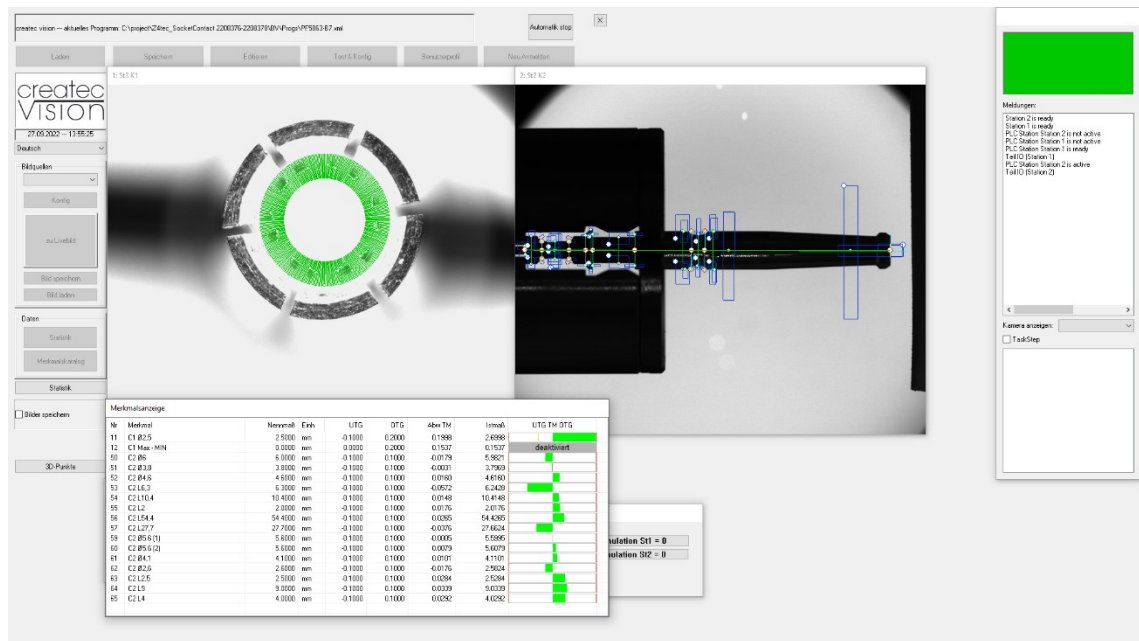 createc vision --- aktuelles Programm: C:\project\Z4tec_SocketContact 2208376-2208378\BV\Progs\PF5863-B7.xml
Automatik stop
Laden
Speichern
Editieren
Test & Konfig
Benutzerprofil
Neu Anmelden
createc
VISION
27.09.2022 --- 13:55:25
Deutsch
Bildquellen
Konfig
zu Livebild
Bild speichern
Bild laden
Daten
Statistik
Merkmalskatalog
Statistik
Bilder speichern
3D-Punkte
1: St3 K1
2: St2 K2
Merkmalsanzeige
Nr Merkmal Nennmaß Einh UTG OTG Abw TM Istmaß UTG TM OTG
11 C1 Ø2,5 2.5000 mm -0.1000 0.2000 0.1998 2.6998
12 C1 Max - MIN 0.0000 mm 0.0000 0.1000 0.1537 0.1537 deaktiviert
50 C2 Ø6 6.0000 mm -0.1000 0.1000 -0.0179 5.9821
51 C2 Ø3,8 3.8000 mm -0.1000 0.1000 -0.0031 3.7969
52 C2 Ø4,6 4.6000 mm -0.1000 0.1000 0.0160 4.6160
53 C2 L6,3 6.3000 mm -0.1000 0.1000 -0.0572 6.2428
54 C2 L10,4 10.4000 mm -0.1000 0.1000 0.0148 10.4148
55 C2 L2 2.0000 mm -0.1000 0.1000 0.0176 2.0176
56 C2 L54,4 54.4000 mm -0.1000 0.1000 0.0265 54.4265
57 C2 L27,7 27.7000 mm -0.1000 0.1000 -0.0376 27.6624
59 C2 Ø5.6 (1) 5.6000 mm -0.1000 0.1000 -0.0005 5.5995
60 C2 Ø5.6 (2) 5.6000 mm -0.1000 0.1000 0.0079 5.6079
61 C2 Ø4,1 4.1000 mm -0.1000 0.1000 0.0101 4.1101
62 C2 Ø2,6 2.6000 mm -0.1000 0.1000 -0.0176 2.5824
63 C2 L2,5 2.5000 mm -0.1000 0.1000 0.0284 2.5284
64 C2 L9 9.0000 mm -0.1000 0.1000 0.0339 9.0339
65 C2 L4 4.0000 mm -0.1000 0.1000 0.0292 4.0292
mulation St1 = 0
mulation St2 = 0
Meldungen:
Station 2 is ready
Station 1 is ready
PLC Station Station 2 is not active
PLC Station Station 1 is not active
PLC Station Station 1 is ready
Teil IO (Station 1)
PLC Station Station 2 is active
Teil IO (Station 2)
Kamera anzeigen:
TaskStep